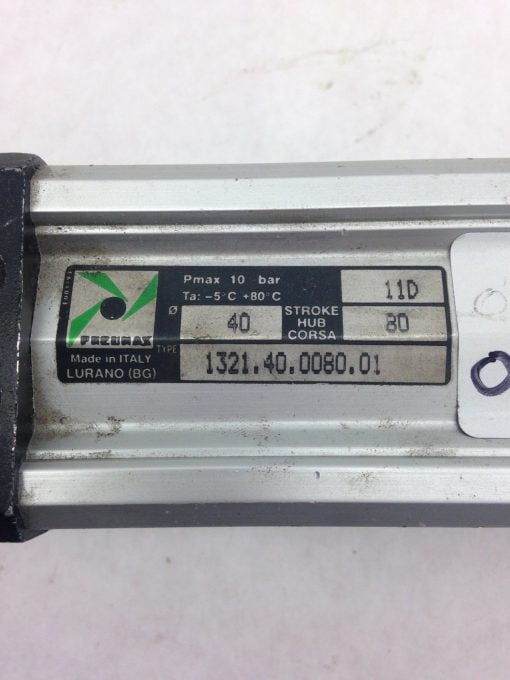 Pmax 10 bar
11D
Ta: -5°C +80°C
Ø 40
STROKE
HUB
CORSA
80
PNEUMAX
Made in ITALY
LURANO (BG)
TYPE 1321.40.0080.01